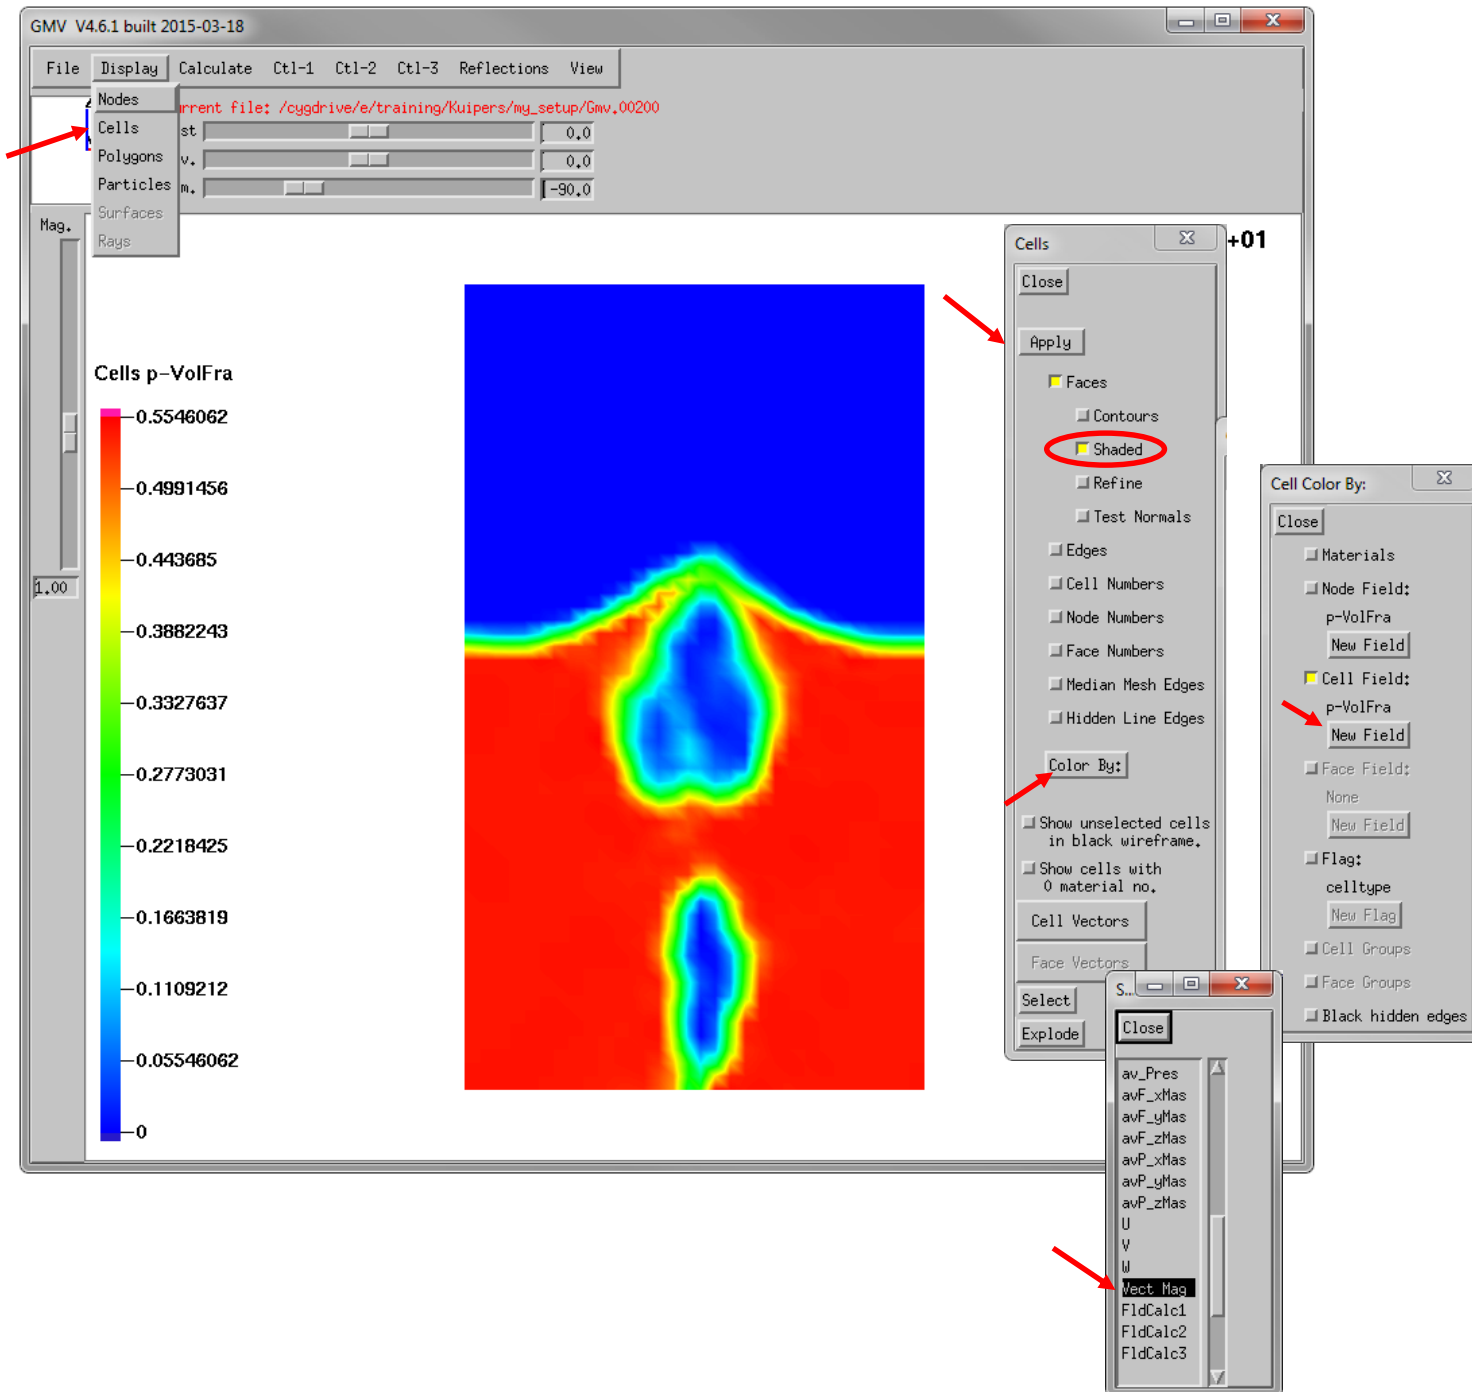 GMV V4.6.1 built 2015-03-18
File Display Calculate Ctl-1 Ctl-2 Ctl-3 Reflections View
Nodes
Cells
Polygons
Particles
Surfaces
Rays
rrent file: /cygdrive/e/training/Kuipers/my_setup/Gmv.00200
st 0.0
v. 0.0
m. -90.0
Mag.
1.00
+01
Cells p-VolFra
0.5546062
0.4991456
0.443685
0.3882243
0.3327637
0.2773031
0.2218425
0.1663819
0.1109212
0.05546062
0
Cells
Close
Apply
Faces
Contours
Shaded
Refine
Test Normals
Edges
Cell Numbers
Node Numbers
Face Numbers
Median Mesh Edges
Hidden Line Edges
Color By:
Show unselected cells
in black wireframe.
Show cells with
0 material no.
Cell Vectors
Face Vectors
Select
Explode
Cell Color By:
Close
Materials
Node Field:
p-VolFra
New Field
Cell Field:
p-VolFra
New Field
Face Field:
None
New Field
Flag:
celltype
New Flag
Cell Groups
Face Groups
Black hidden edges
S...
Close
av_Pres
avF_xMas
avF_yMas
avF_zMas
avP_xMas
avP_yMas
avP_zMas
U
V
W
Vect Mag
FldCalc1
FldCalc2
FldCalc3